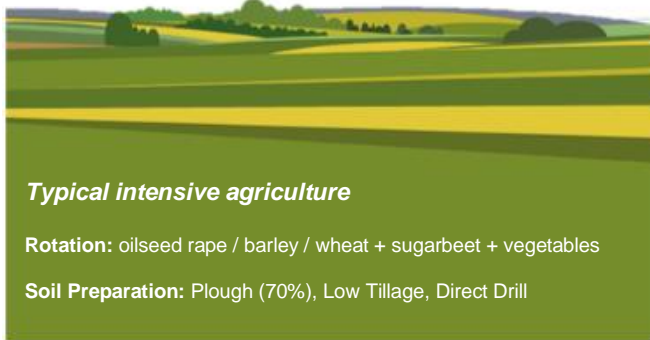 Typical intensive agriculture
Rotation: oilseed rape / barley / wheat + sugarbeet + vegetables
Soil Preparation: Plough (70%), Low Tillage, Direct Drill